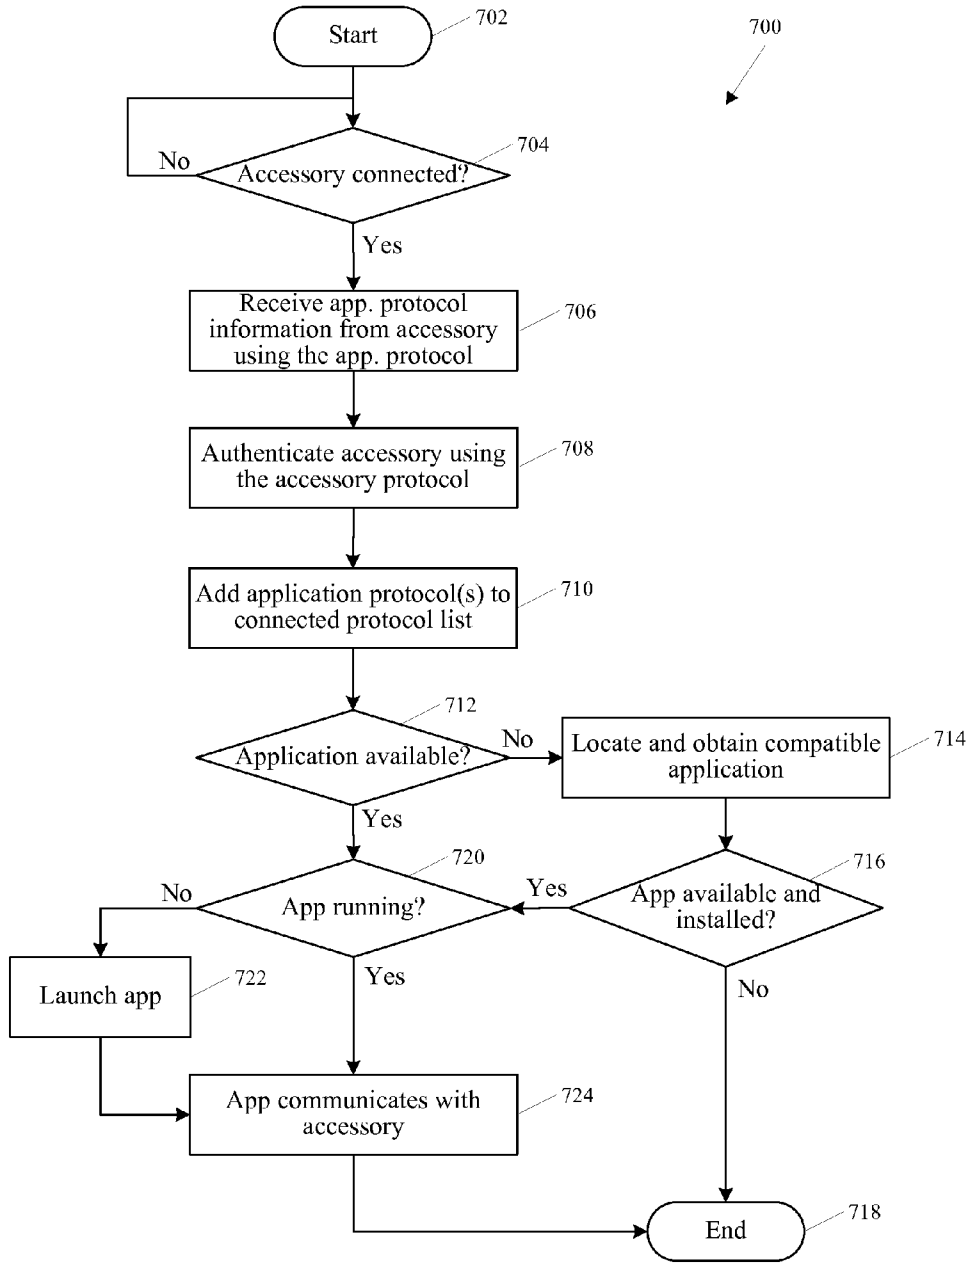 Start
702
700
No
Accessory connected?
704
Yes
Receive app. protocol
information from accessory
using the app. protocol
706
Authenticate accessory using
the accessory protocol
708
Add application protocol(s) to
connected protocol list
710
712
Application available?
No
Locate and obtain compatible
application
714
Yes
720
716
No
App running?
Yes
App available and
installed?
Yes
No
Launch app
722
App communicates with
accessory
724
End
718